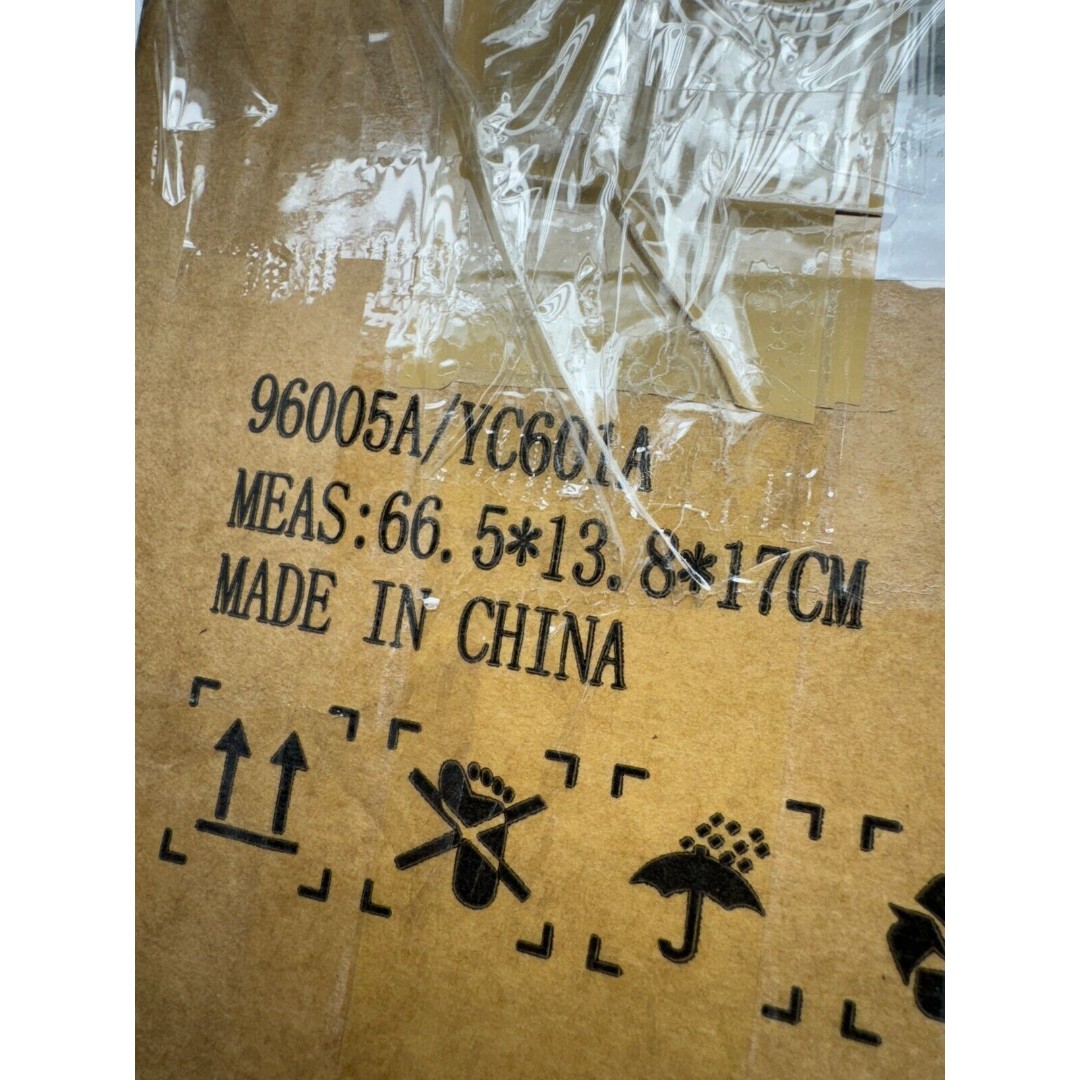 96005A/YC601A
MEAS:66.5*13.8*17CM
MADE IN CHINA